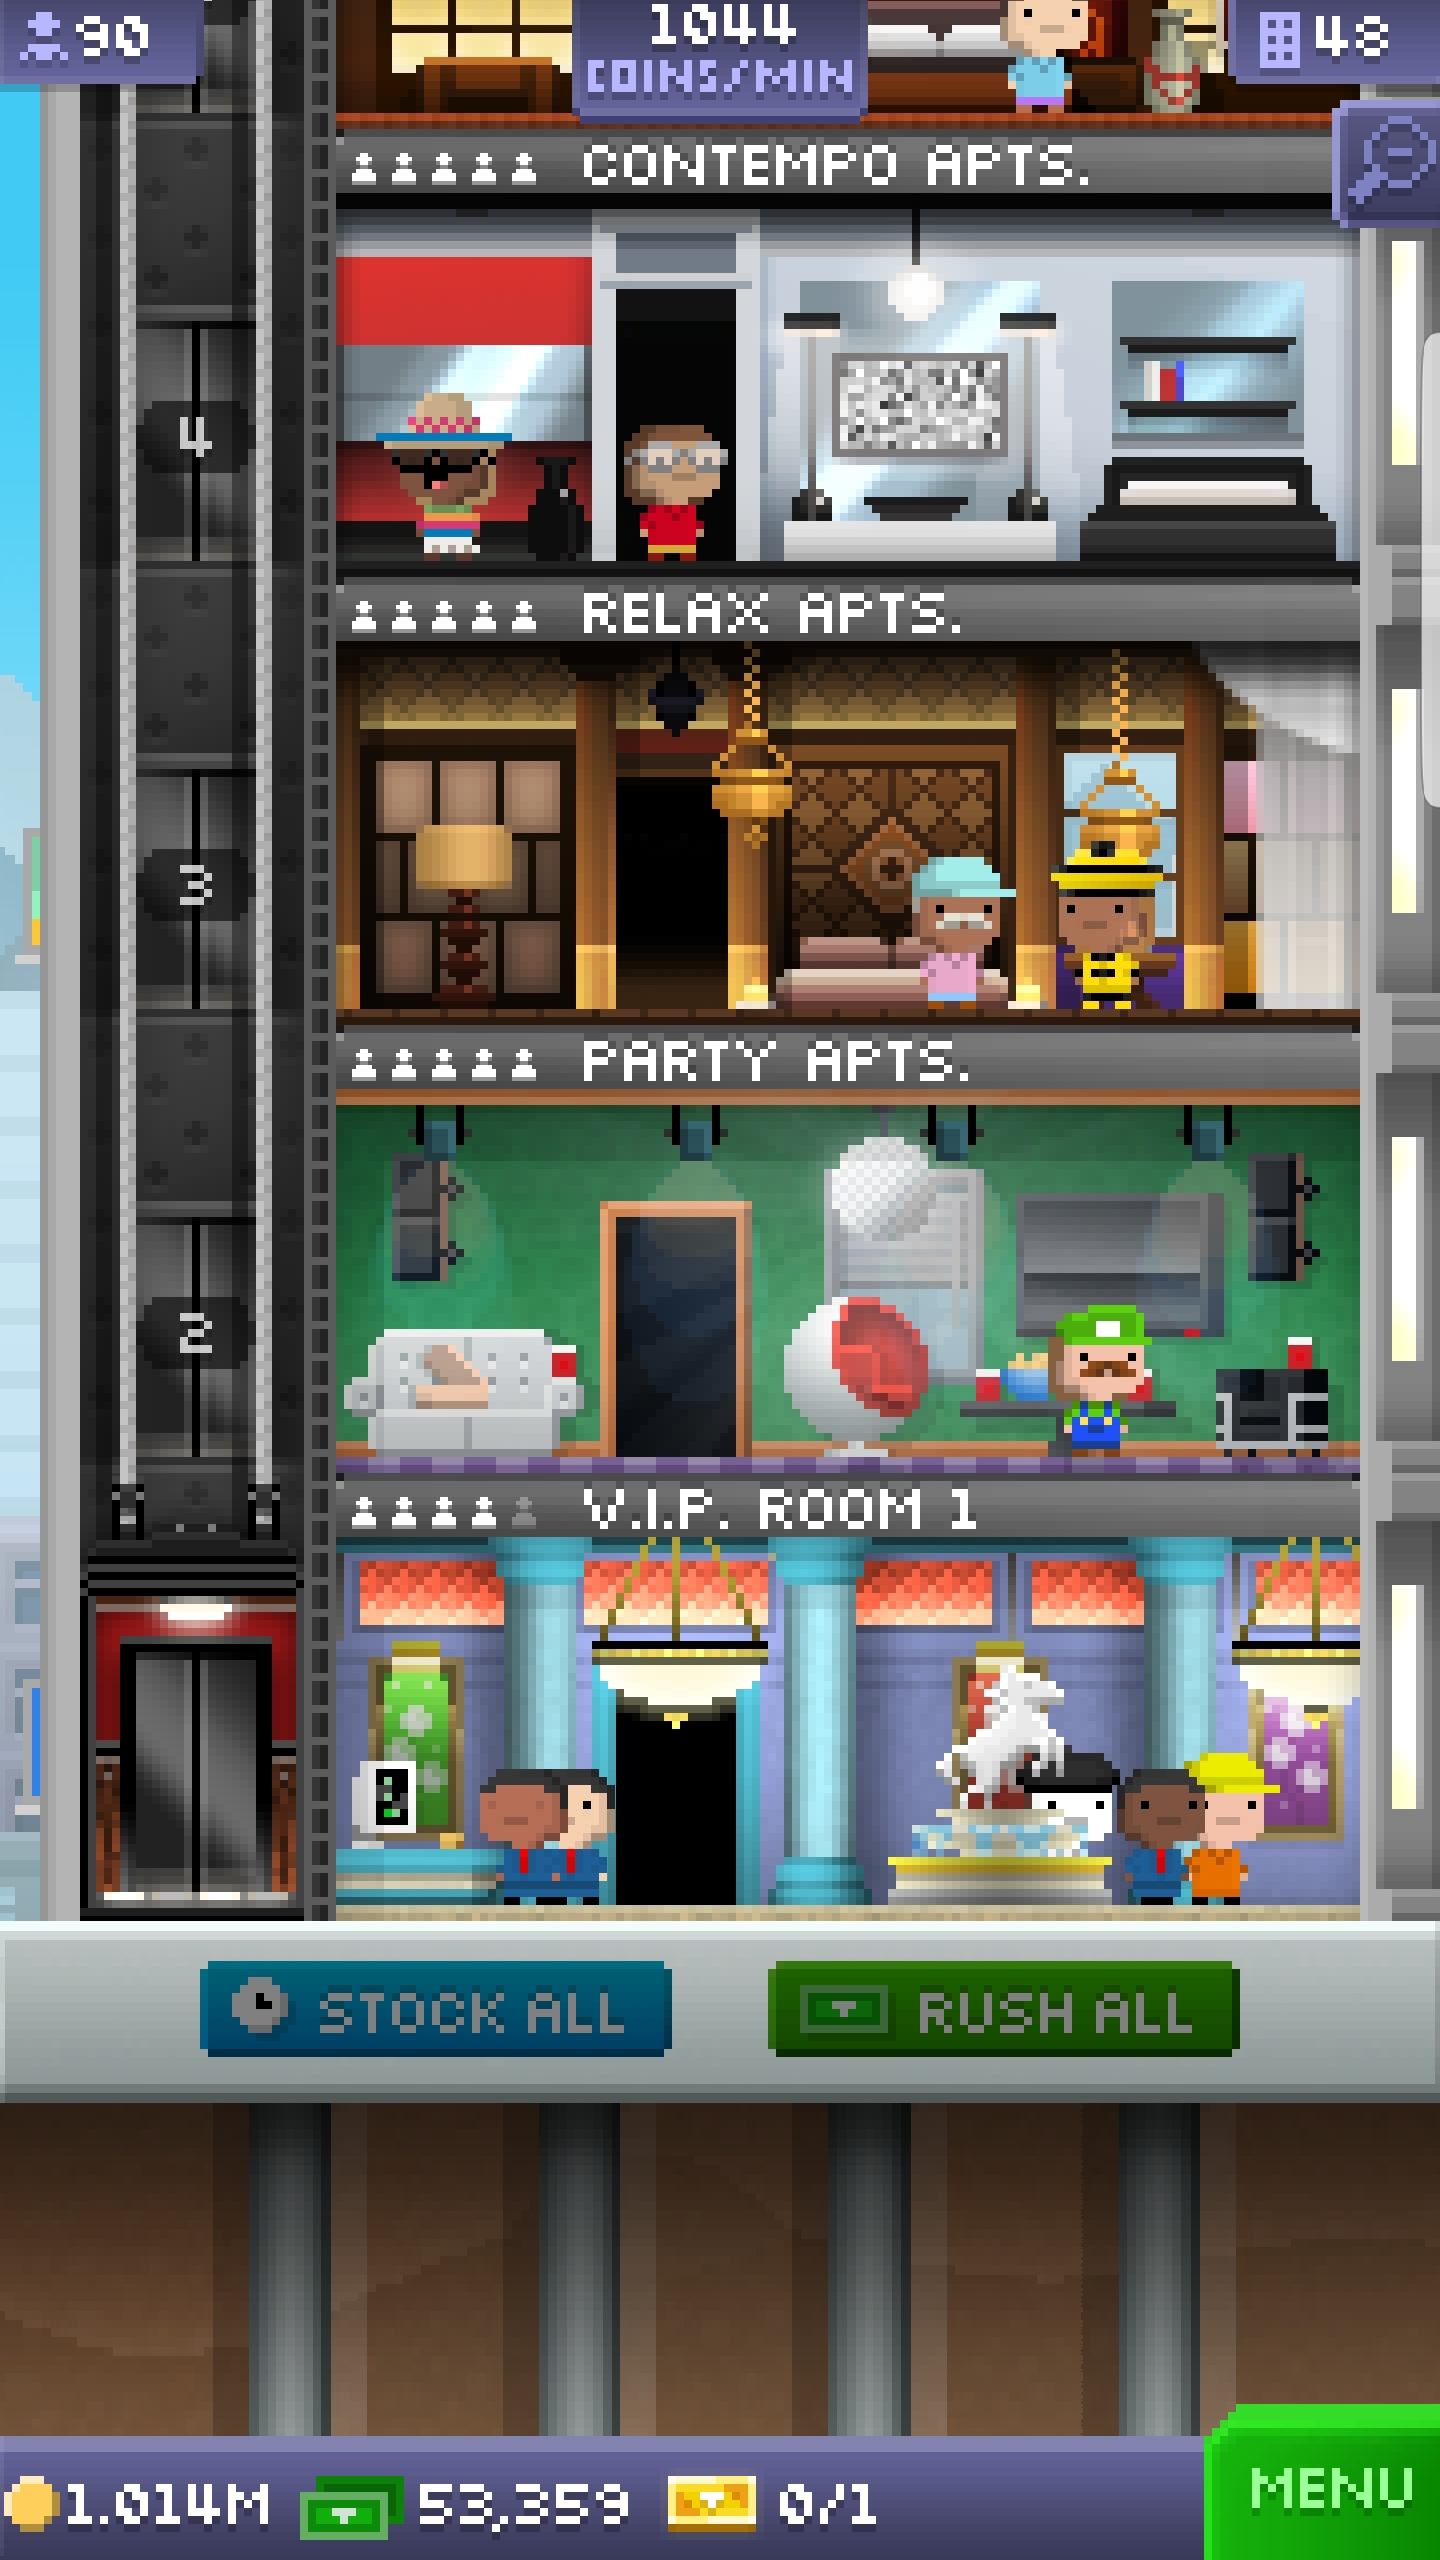 90
1044
COINS/MIN
48
CONTEMPO APTS.
4
RELAX APTS.
3
PARTY APTS.
2
V.I.P. ROOM 1
STOCK ALL
RUSH ALL
1.014M
53,359
0/1
MENU